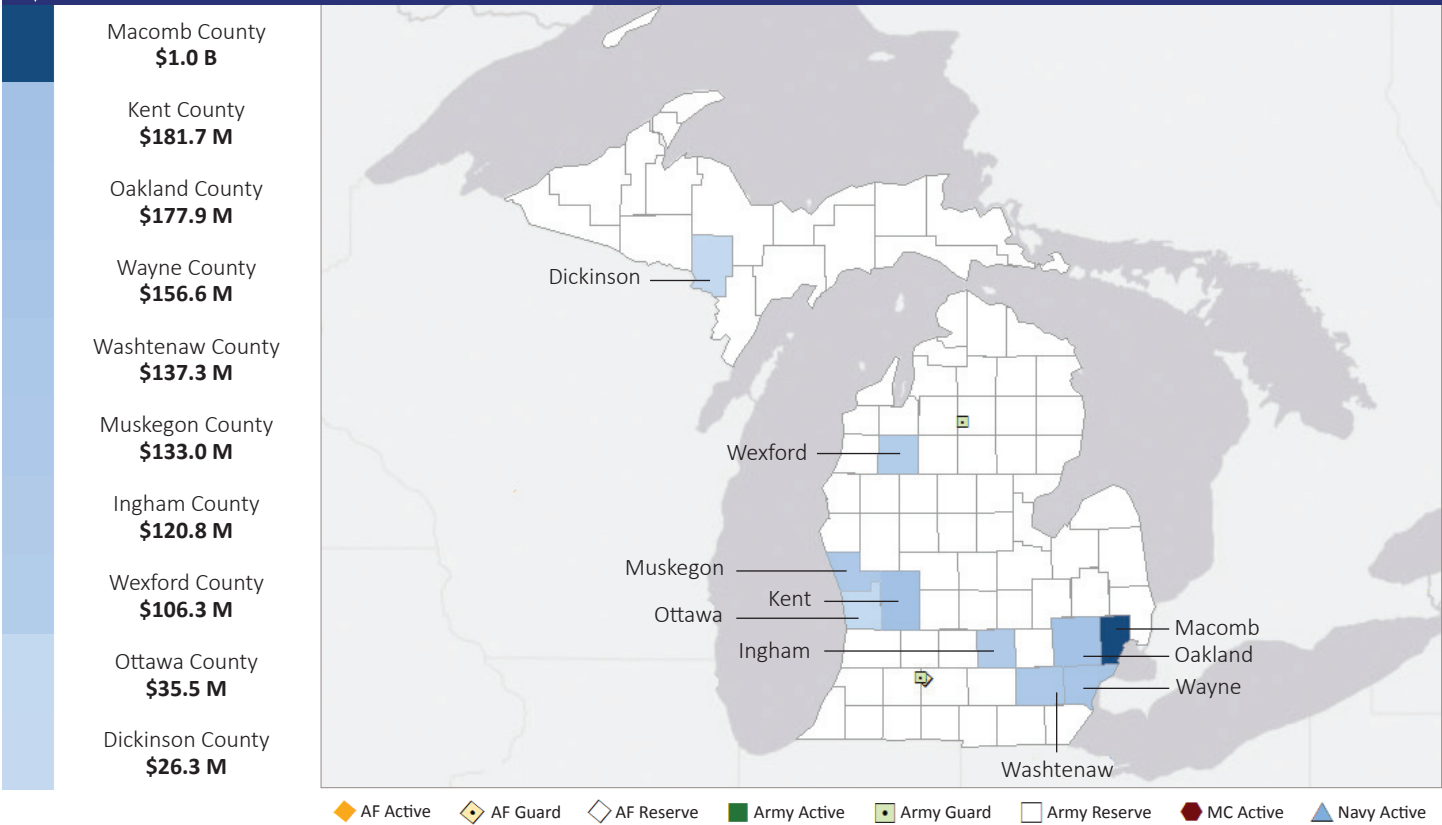 Macomb County
$1.0 B
Kent County
$181.7 M
Oakland County
$177.9 M
Wayne County
$156.6 M
Washtenaw County
$137.3 M
Muskegon County
$133.0 M
Ingham County
$120.8 M
Wexford County
$106.3 M
Ottawa County
$35.5 M
Dickinson County
$26.3 M
Dickinson
Wexford
Muskegon
Kent
Ottawa
Ingham
Macomb
Oakland
Wayne
Washtenaw
AF Active AF Guard AF Reserve Army Active Army Guard Army Reserve MC Active Navy Active